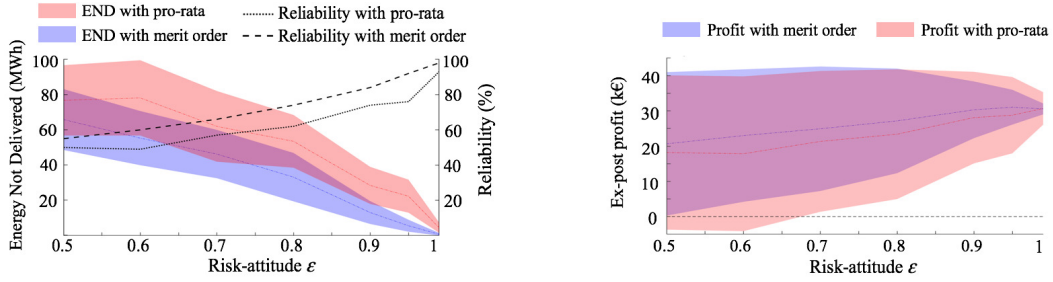 END with pro-rata
Reliability with pro-rata
END with merit order
Reliability with merit order
Energy Not Delivered (MWh)
100
80
60
40
20
100
80
60
40
20
Reliability (%)
0.5
0.6
0.7
0.8
0.9
1
Risk-attitude ε
Profit with merit order
Profit with pro-rata
Ex-post profit (k€)
40
30
20
10
0
0.5
0.6
0.7
0.8
0.9
1
Risk-attitude ε